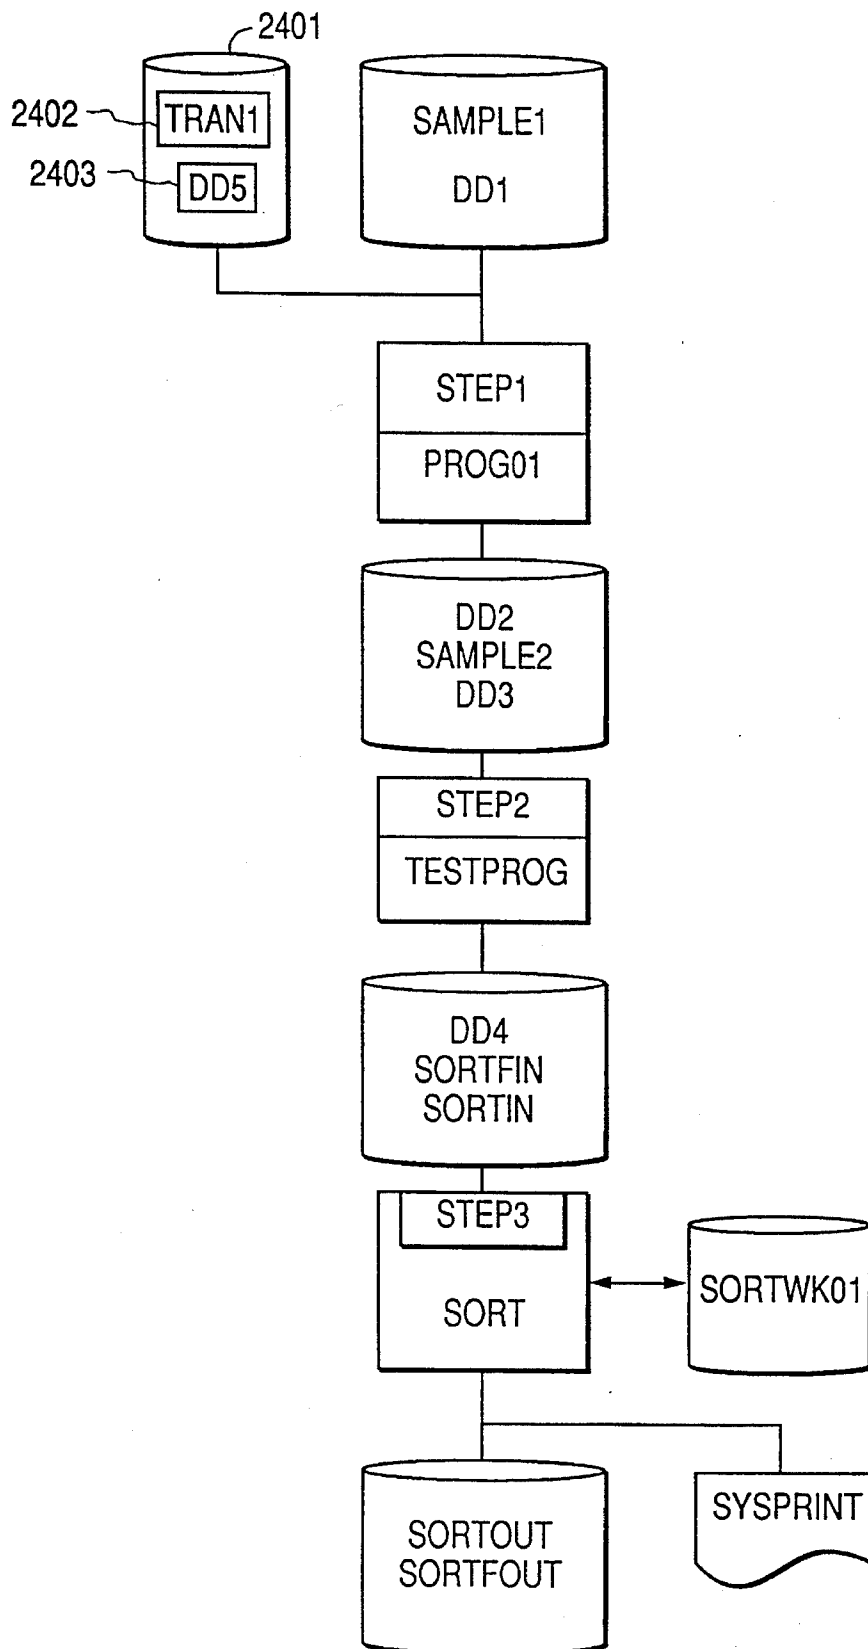 2401
2402
TRAN1
2403
DD5
SAMPLE1
DD1
STEP1
PROG01
DD2
SAMPLE2
DD3
STEP2
TESTPROG
DD4
SORTFIN
SORTIN
STEP3
SORT
SORTWK01
SORTOUT
SORTFOUT
SYSPRINT